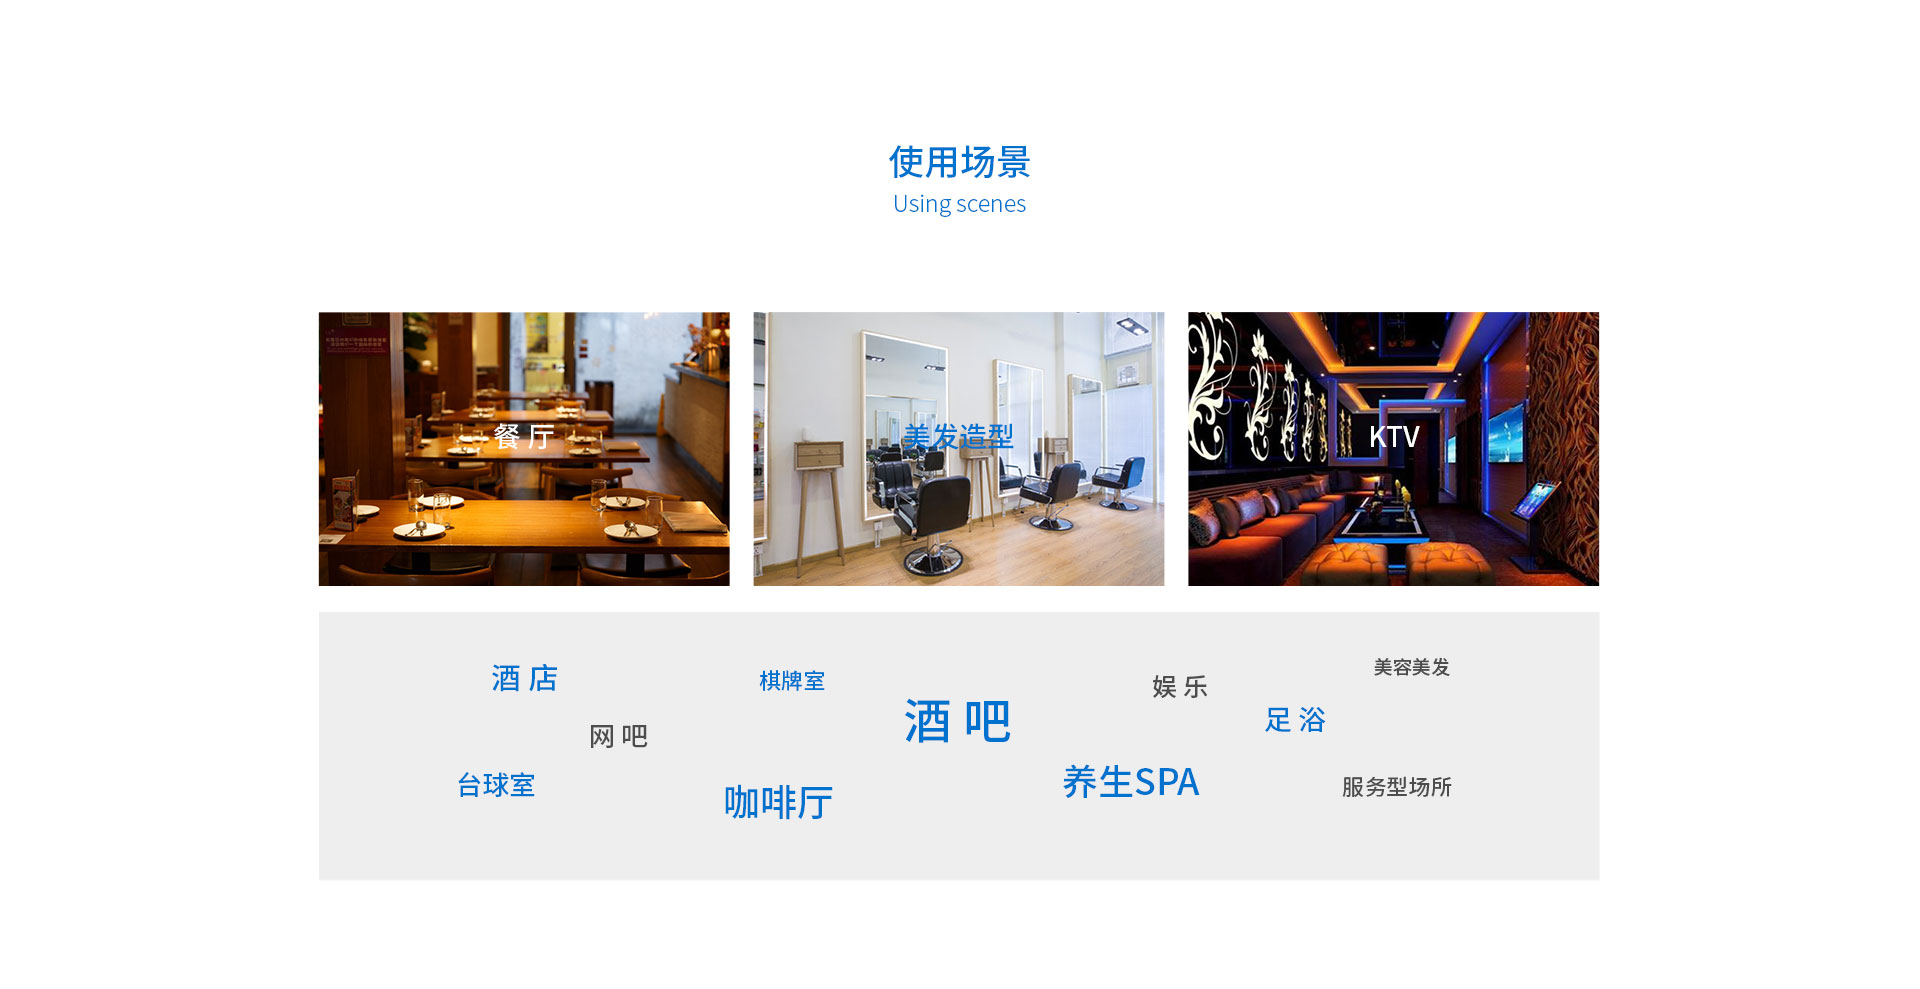 使用场景
Using scenes
餐 厅
美发造型
KTV
酒 店
棋牌室
酒 吧
娱 乐
美容美发
网 吧
足 浴
台球室
咖啡厅
养生SPA
服务型场所